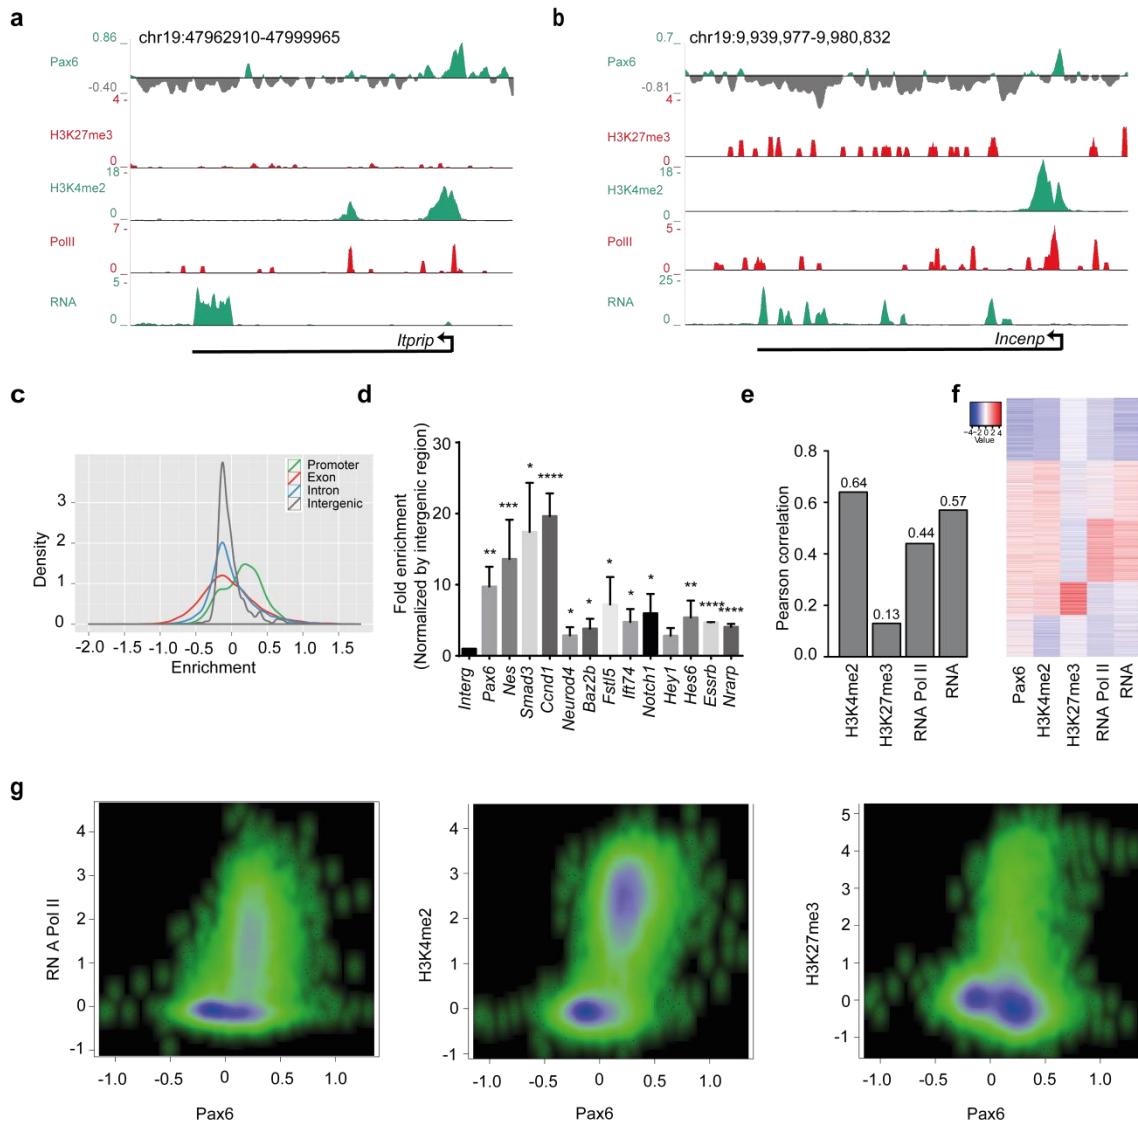 a
chr19:47962910-47999965
0.86
Pax6
-0.40
4
H3K27me3
0
18
H3K4me2
0
7
PolII
0
5
RNA
0
Itprip
b
chr19:9,939,977-9,980,832
0.7
Pax6
-0.81
4
H3K27me3
0
18
H3K4me2
0
5
PolII
0
25
RNA
0
Incenp
c
Promoter
Exon
Intron
Intergenic
Density
3
2
1
0
-2.0 -1.5 -1.0 -0.5 0 0.5 1.0 1.5
Enrichment
d
Fold enrichment
(Normalized by intergenic region)
30
20
10
0
** *** * **** * * * * * ** **** ****
Interg Pax6 Nes Smad3 Ccnd1 Neurod4 Baz2b Fstl5 Ift74 Notch1 Hey1 Hes6 Essrb Nrarp
e
Pearson correlation
0.8
0.6
0.4
0.2
0.0
0.64 0.13 0.44 0.57
H3K4me2 H3K27me3 RNA Pol II RNA
f
-4-2 0 2 4
Value
Pax6 H3K4me2 H3K27me3 RNA Pol II RNA
g
RN A Pol II
4
3
2
1
0
-1
-1.0 -0.5 0 0.5 1.0
Pax6
H3K4me2
4
3
2
1
0
-1
-1.0 -0.5 0 0.5 1.0
Pax6
H3K27me3
5
4
3
2
1
0
-1
-1.0 -0.5 0 0.5 1.0
Pax6